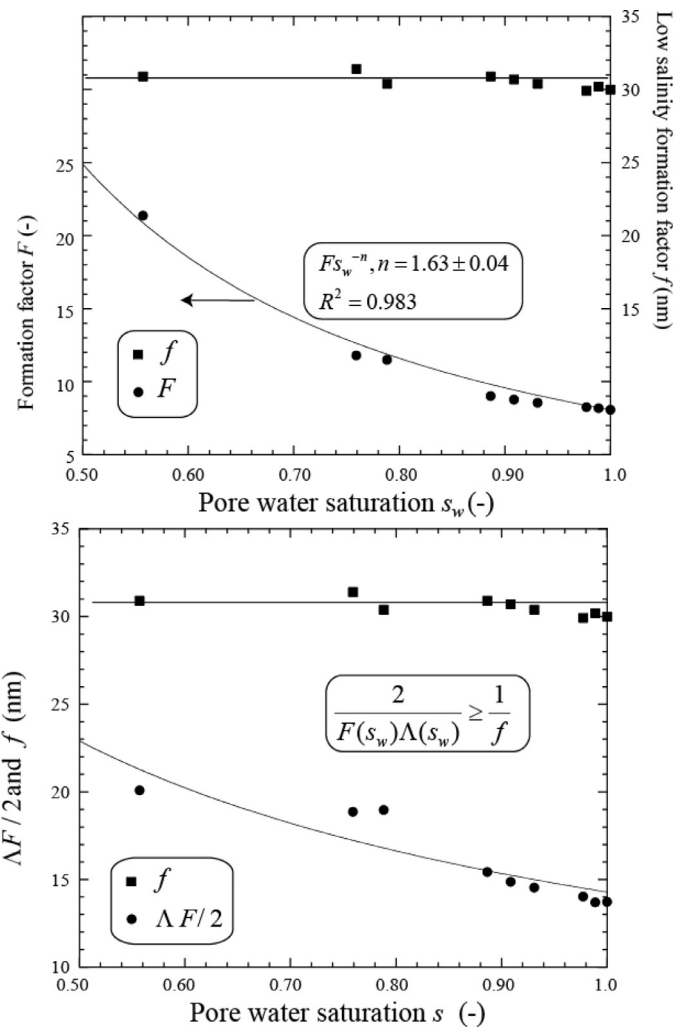 35
30
25
20
15
10
5
Formation factor F (-)
35
30
25
20
15
Low salinity formation factor f (nm)
Fs_w^{-n}, n = 1.63 ± 0.04
R² = 0.983
f
F
0.50 0.60 0.70 0.80 0.90 1.0
Pore water saturation s_w (-)
35
30
25
20
15
10
ΛF / 2 and f (nm)
2 / F(s_w)Λ(s_w) ≥ 1 / f
f
Λ F / 2
0.50 0.60 0.70 0.80 0.90 1.0
Pore water saturation s (-)